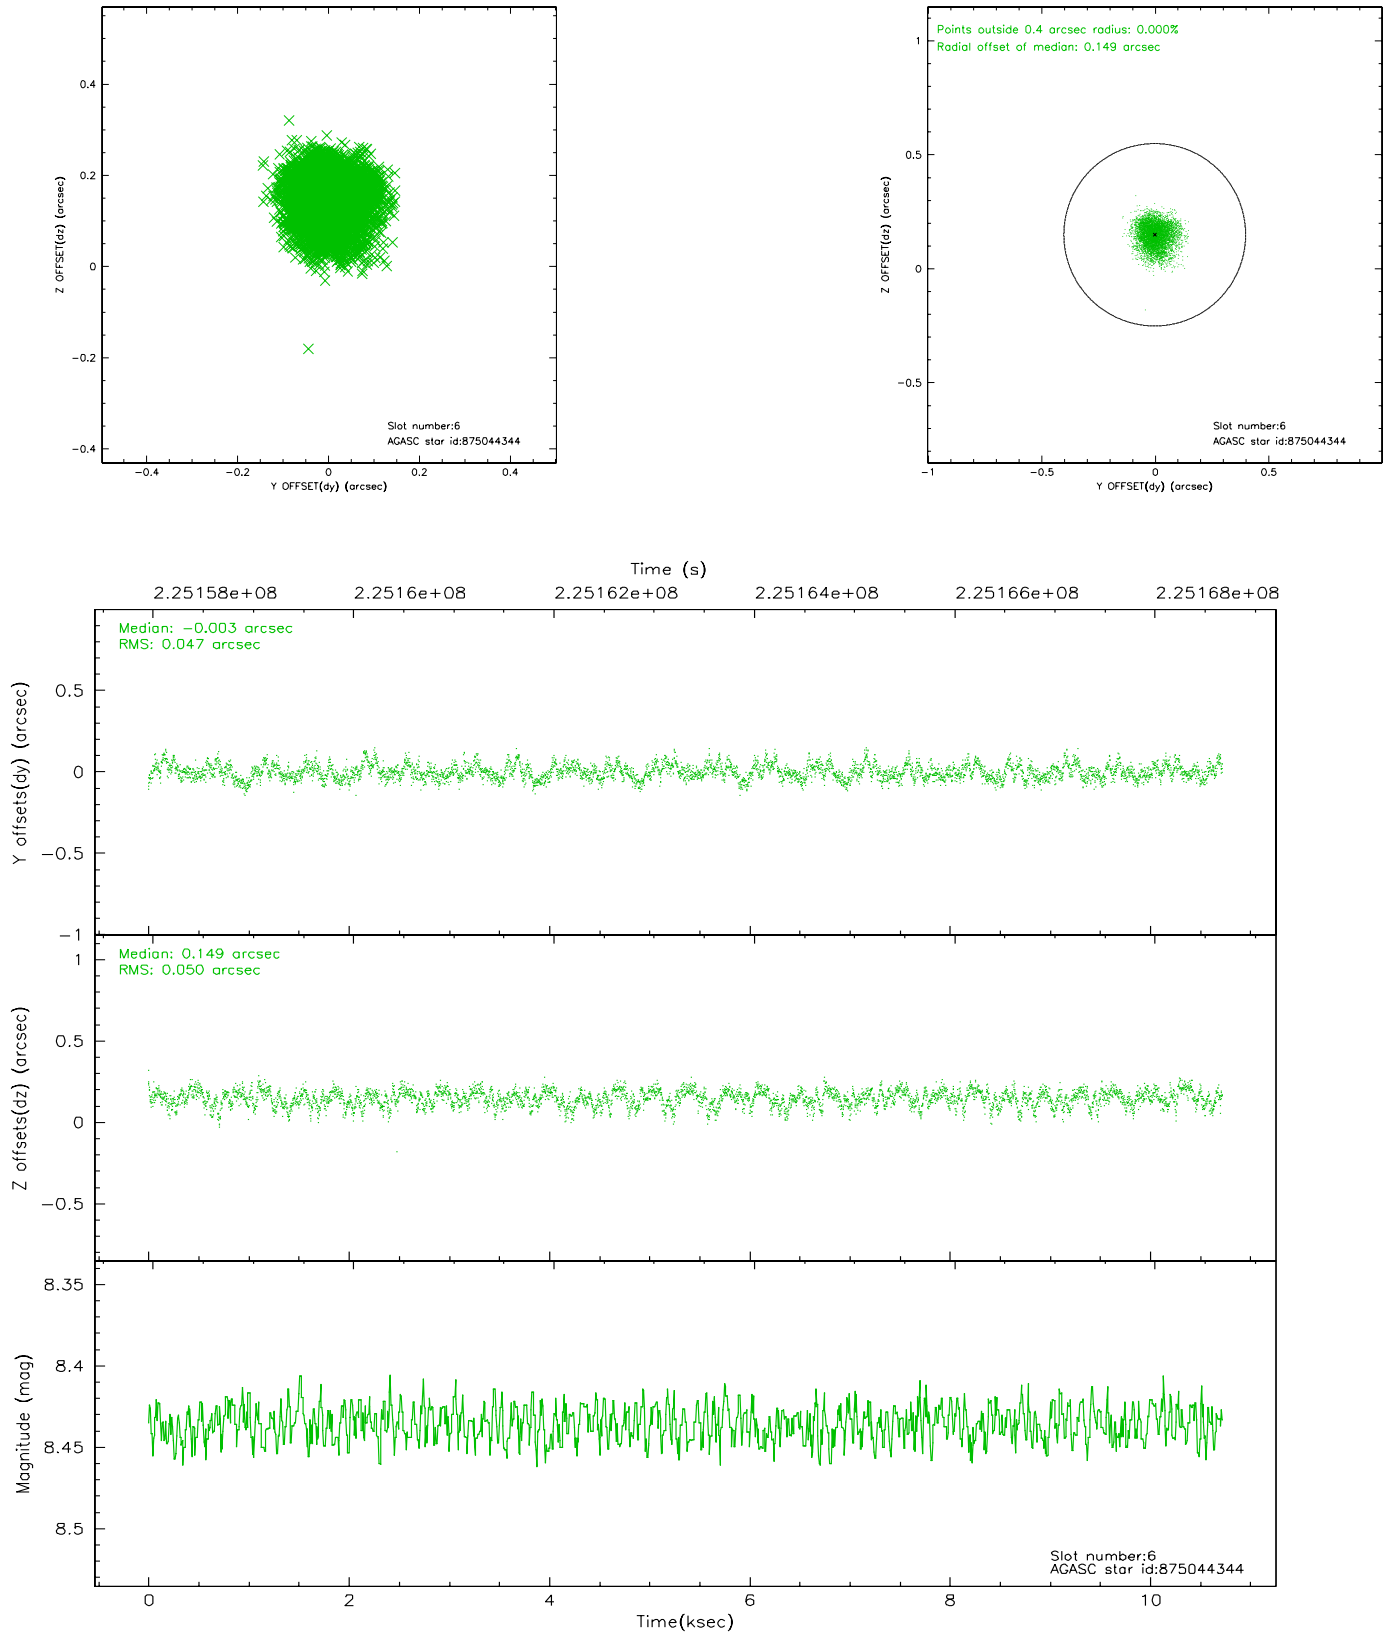 0.4
0.2
0
−0.2
−0.4
Z OFFSET(dz) (arcsec)
−0.4
−0.2
0
0.2
0.4
Y OFFSET(dy) (arcsec)
Slot number:6
AGASC star id:875044344
Points outside 0.4 arcsec radius: 0.000%
Radial offset of median: 0.149 arcsec
1
0.5
0
−0.5
Z OFFSET(dz) (arcsec)
−1
−0.5
0
0.5
Y OFFSET(dy) (arcsec)
Slot number:6
AGASC star id:875044344
Time (s)
2.25158e+08
2.2516e+08
2.25162e+08
2.25164e+08
2.25166e+08
2.25168e+08
Median: −0.003 arcsec
RMS: 0.047 arcsec
0.5
0
−0.5
−1
Y offsets(dy) (arcsec)
Median: 0.149 arcsec
RMS: 0.050 arcsec
1
0.5
0
−0.5
Z offsets(dz) (arcsec)
8.35
8.4
8.45
8.5
Magnitude (mag)
Slot number:6
AGASC star id:875044344
0
2
4
6
8
10
Time(ksec)